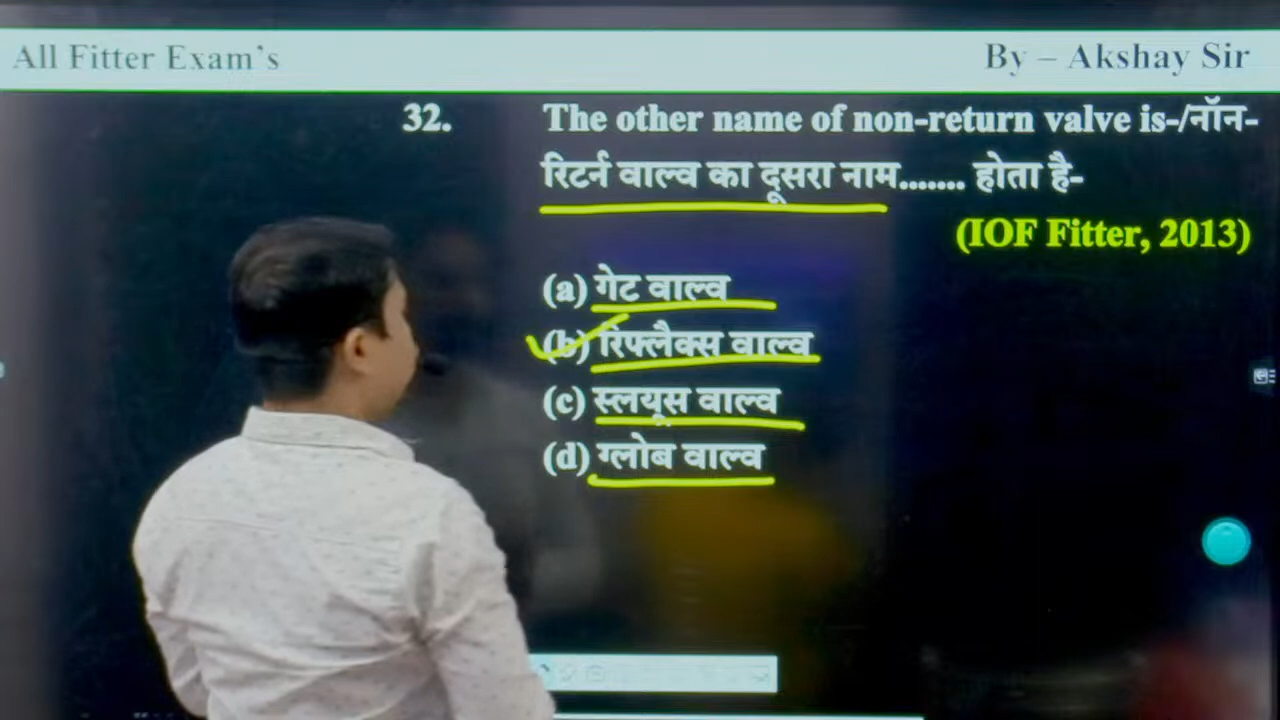 All Fitter Exam's
By – Akshay Sir
32. The other name of non-return valve is-/नॉन-
रिटर्न वाल्व का दूसरा नाम....... होता है-
(IOF Fitter, 2013)
(a) गेट वाल्व
(b) रिफ्लैक्स वाल्व
(c) स्लयूस वाल्व
(d) ग्लोब वाल्व